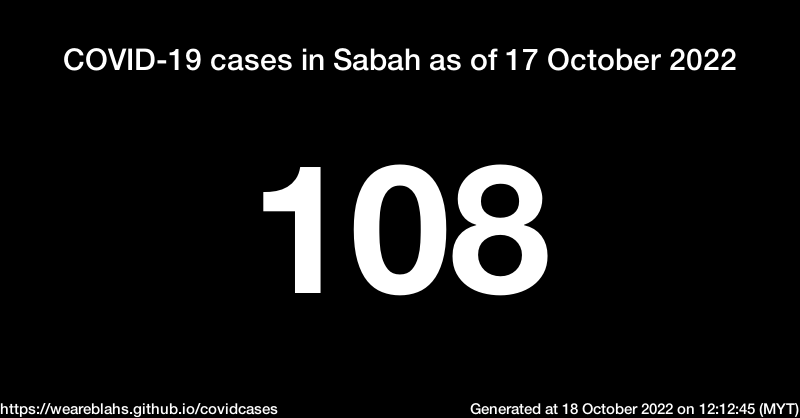 COVID-19 cases in Sabah as of 17 October 2022
108
https://weareblahs.github.io/covidcases
Generated at 18 October 2022 on 12:12:45 (MYT)